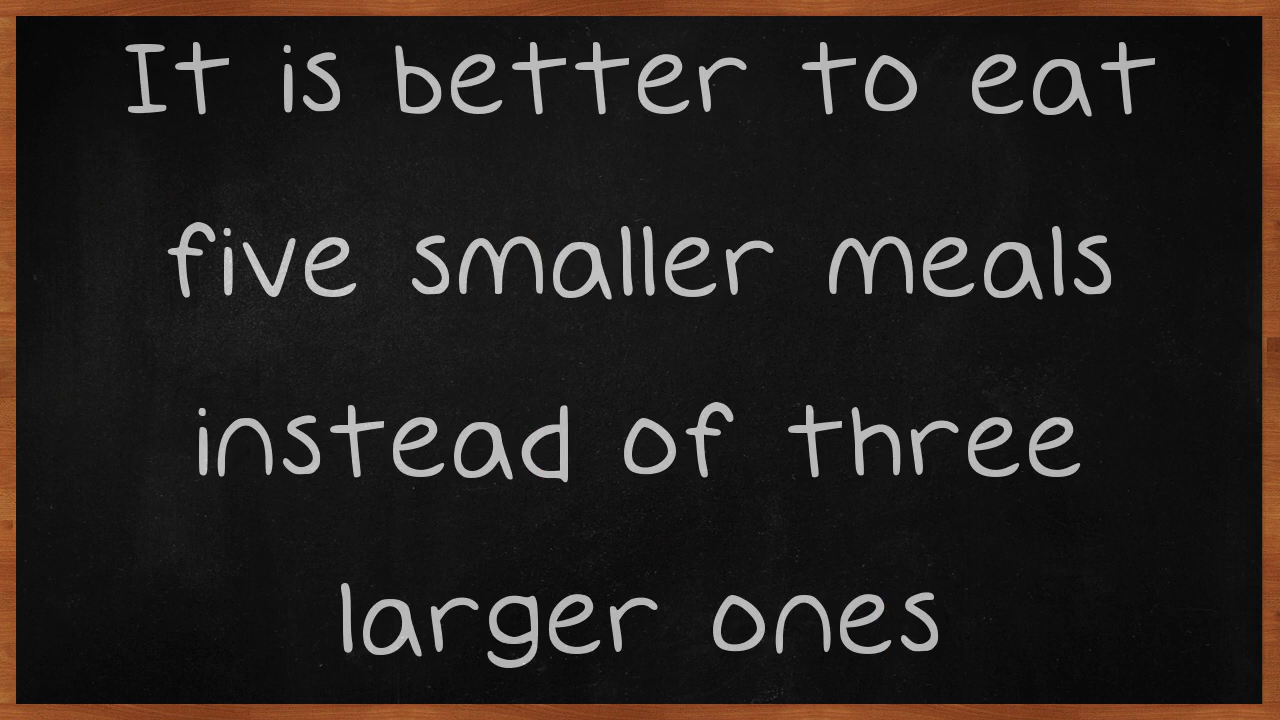 It is better to eat
five smaller meals
instead of three
larger ones